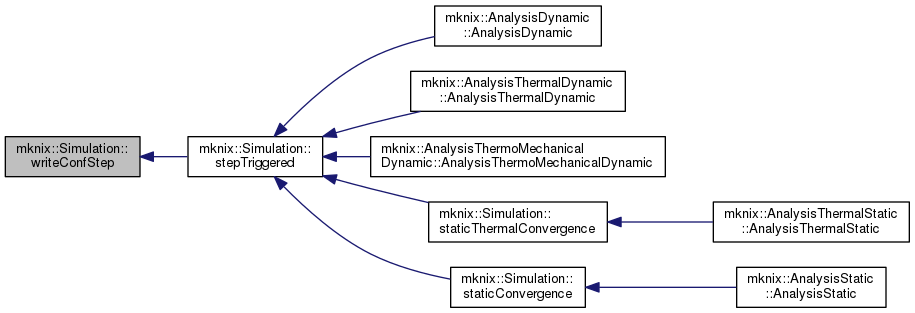 mknix::AnalysisDynamic
::AnalysisDynamic
mknix::AnalysisThermalDynamic
::AnalysisThermalDynamic
mknix::Simulation::
writeConfStep
mknix::Simulation::
stepTriggered
mknix::AnalysisThermoMechanical
Dynamic::AnalysisThermoMechanicalDynamic
mknix::Simulation::
staticThermalConvergence
mknix::AnalysisThermalStatic
::AnalysisThermalStatic
mknix::Simulation::
staticConvergence
mknix::AnalysisStatic
::AnalysisStatic